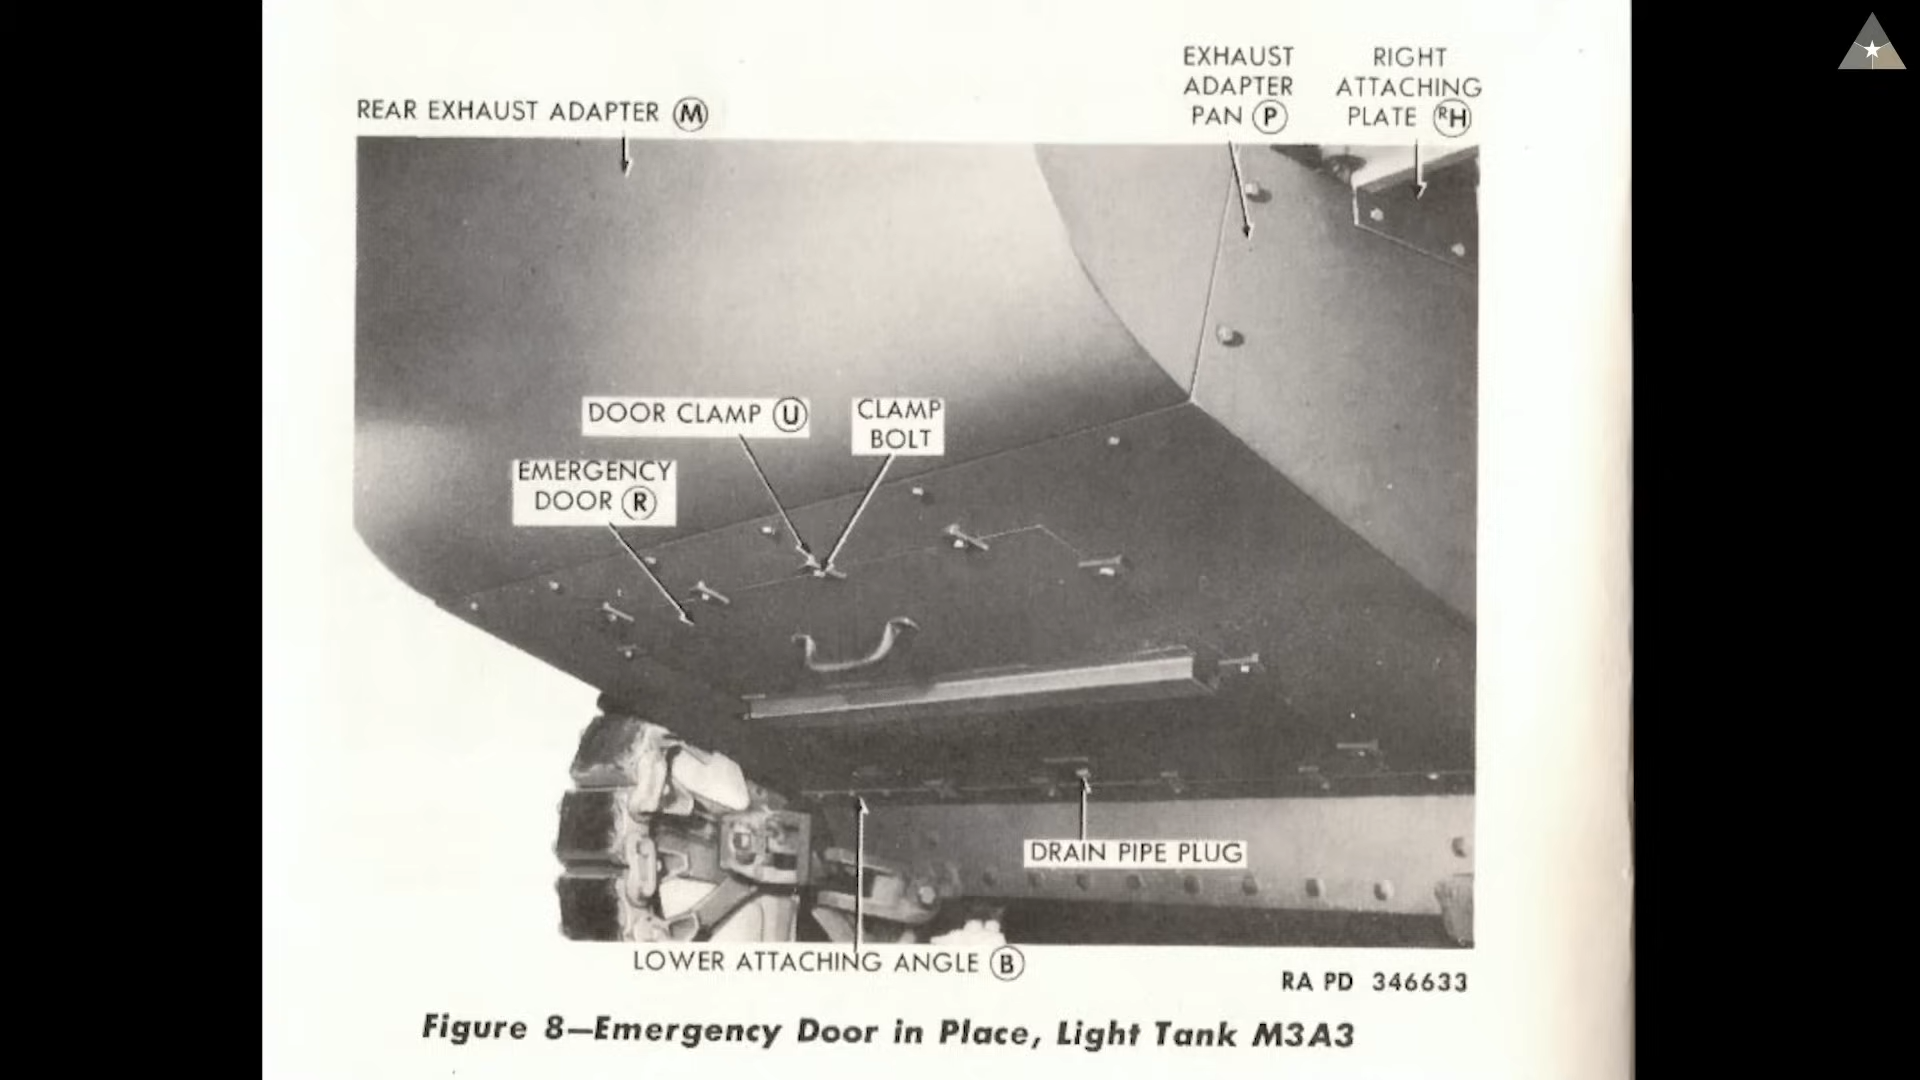 REAR EXHAUST ADAPTER M
EXHAUST
ADAPTER
PAN P
RIGHT
ATTACHING
PLATE RH
DOOR CLAMP U
CLAMP
BOLT
EMERGENCY
DOOR R
DRAIN PIPE PLUG
LOWER ATTACHING ANGLE B
RA PD 346633
Figure 8—Emergency Door in Place, Light Tank M3A3